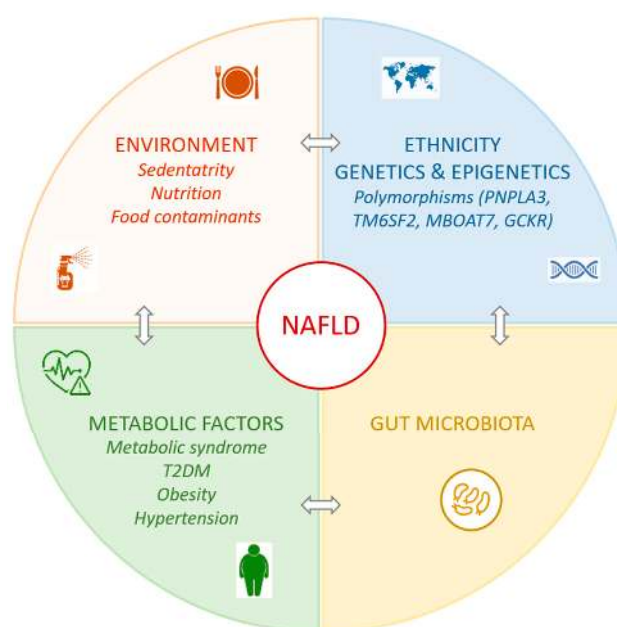 ENVIRONMENT
Sedentatrity
Nutrition
Food contaminants
ETHNICITY
GENETICS & EPIGENETICS
Polymorphisms (PNPLA3,
TM6SF2, MBOAT7, GCKR)
NAFLD
METABOLIC FACTORS
Metabolic syndrome
T2DM
Obesity
Hypertension
GUT MICROBIOTA